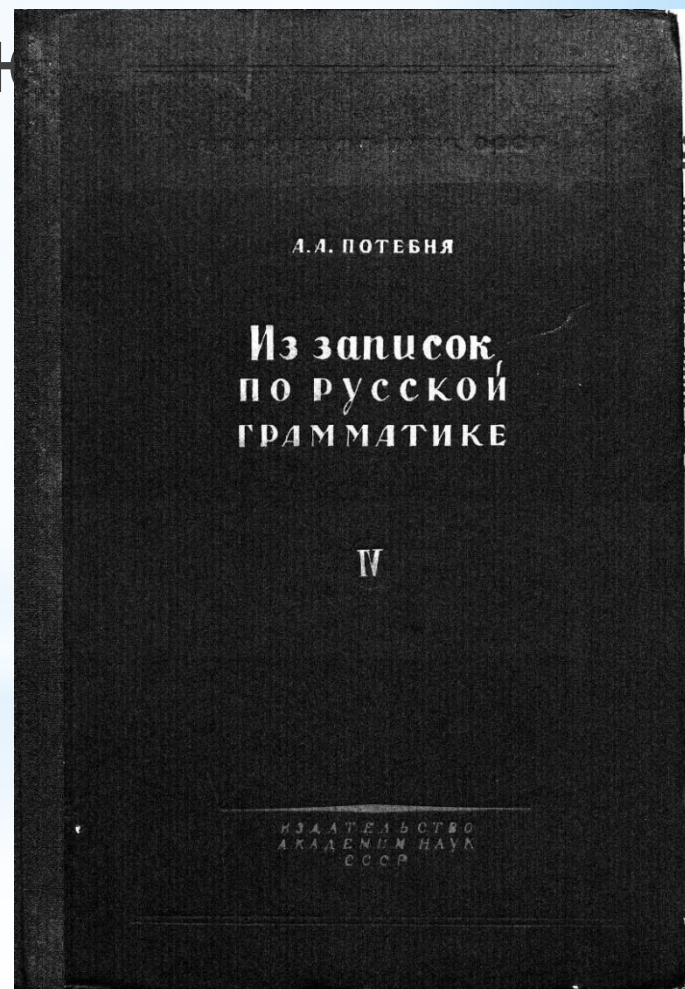 А.А. ПОТЕБНЯ
Из записок
ПО РУССКОЙ
ГРАММАТИКЕ
IV
ИЗДАТЕЛЬСТВО
АКАДЕМИИ НАУК
СССР